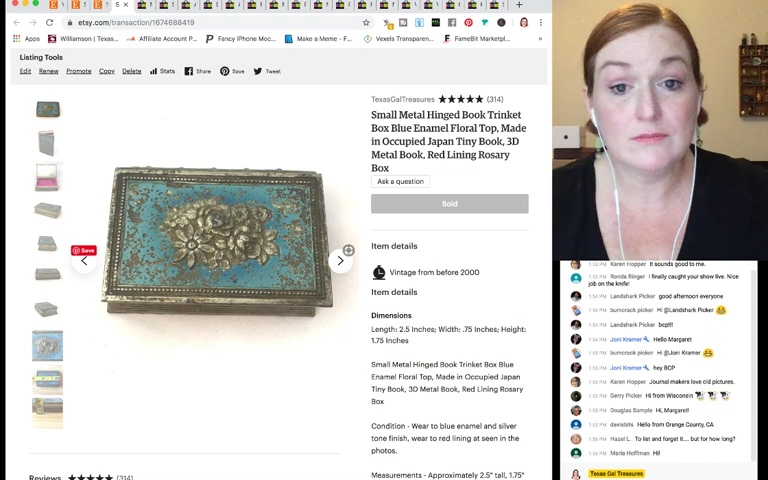 etsy.com/transaction/1674688419
Apps Williamson | Texas... Affiliate Account P... Fancy iPhone Moc... Make a Meme - F... Vexels Transparen... FameBit Marketpl...
Listing Tools
Edit Renew Promote Copy Delete Stats Share Save Tweet
TexasGalTreasures ★★★★★ (314)
Small Metal Hinged Book Trinket
Box Blue Enamel Floral Top, Made
in Occupied Japan Tiny Book, 3D
Metal Book, Red Lining Rosary
Box
Ask a question
Sold
Save
Item details
Vintage from before 2000
Item details
Dimensions
Length: 2.5 Inches; Width: .75 Inches; Height:
1.75 Inches
Small Metal Hinged Book Trinket Box Blue
Enamel Floral Top, Made in Occupied Japan
Tiny Book, 3D Metal Book, Red Lining Rosary
Box
Condition - Wear to blue enamel and silver
tone finish, wear to red lining at seen in the
photos.
Measurements - Approximately 2.5" tall, 1.75"
Reviews ★★★★★ (314)
Karen Hopper It sounds good to me.
Ronda Ringer I finally caught your show live. Nice
job on the knife!
Landshark Picker good afternoon everyone
bumcrack picker Hi @Landshark Picker
Landshark Picker bcp!!!
Joni Kramer Hello Margaret
bumcrack picker Hi @Joni Kramer
Joni Kramer hey BCP
Karen Hopper Journal makers love old pictures.
Gerry Picker Hi from Wisconsin
Douglas Sample Hi, Margaret!
davisbits Hello from Orange County, CA
Hazel L. To list and forget it.... but for how long?
Maria Hoffman Hi!
Texas Gal Treasures